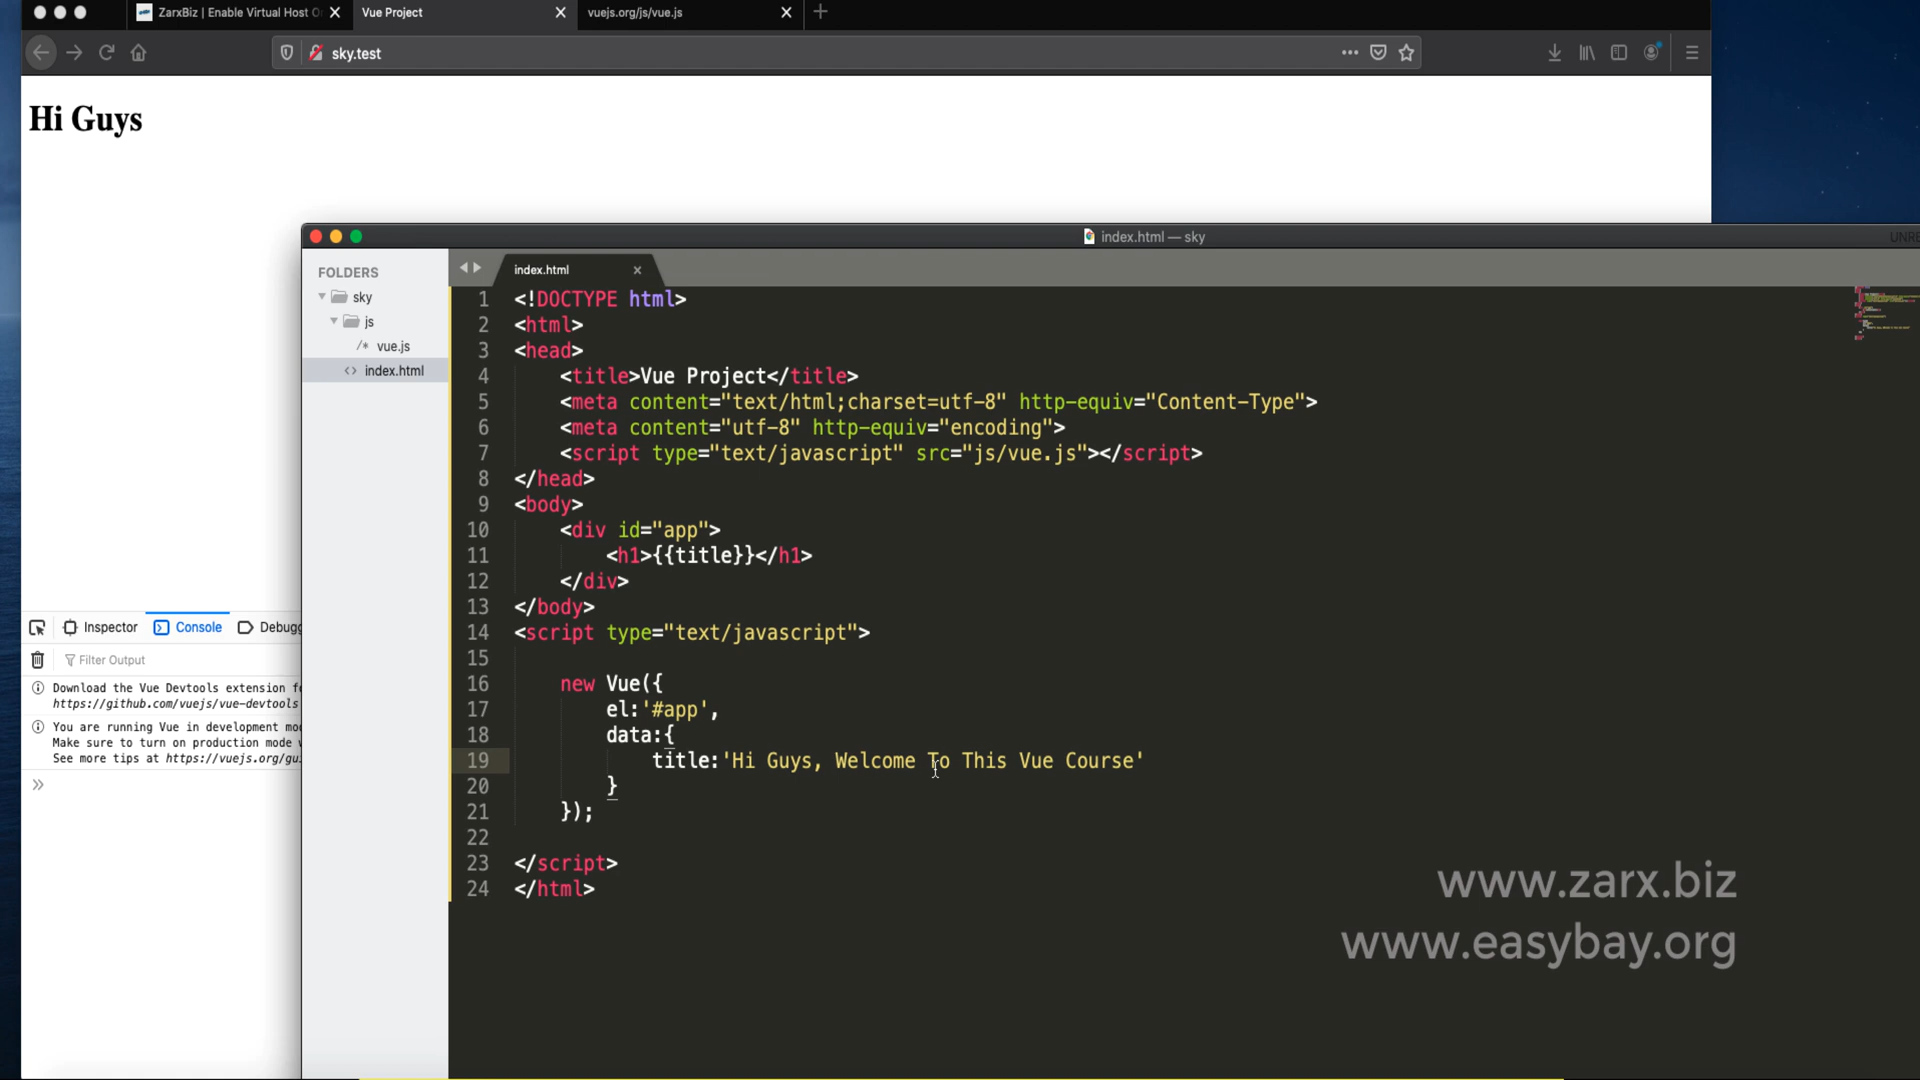 ZarxBiz | Enable Virtual Host O
Vue Project
vuejs.org/js/vue.js
sky.test
Hi Guys
index.html — sky
UNRE
FOLDERS
sky
js
/* vue.js
<> index.html
index.html
1 <!DOCTYPE html>
2 <html>
3 <head>
4 <title>Vue Project</title>
5 <meta content="text/html;charset=utf-8" http-equiv="Content-Type">
6 <meta content="utf-8" http-equiv="encoding">
7 <script type="text/javascript" src="js/vue.js"></script>
8 </head>
9 <body>
10 <div id="app">
11 <h1>{{title}}</h1>
12 </div>
13 </body>
14 <script type="text/javascript">
15
16 new Vue({
17 el:'#app',
18 data:{
19 title:'Hi Guys, Welcome To This Vue Course'
20 }
21 });
22
23 </script>
24 </html>
Inspector
Console
Debugg
Filter Output
Download the Vue Devtools extension f
https://github.com/vuejs/vue-devtools
You are running Vue in development mo
Make sure to turn on production mode
See more tips at https://vuejs.org/gu
www.zarx.biz
www.easybay.org